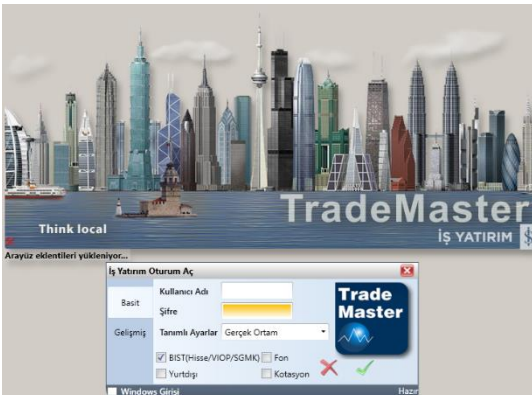 TradeMaster
Think local
İŞ YATIRIM $
Arayüz eklentileri yükleniyor...
İş Yatırım Oturum Aç
Basit
Kullanıcı Adı
Şifre
Trade
Master
Gelişmiş
Tanımlı Ayarlar Gerçek Ortam
BIST(Hisse/VIOP/SGMK) Fon
Yurtdışı Kotasyon
Windows Girişi Hazır